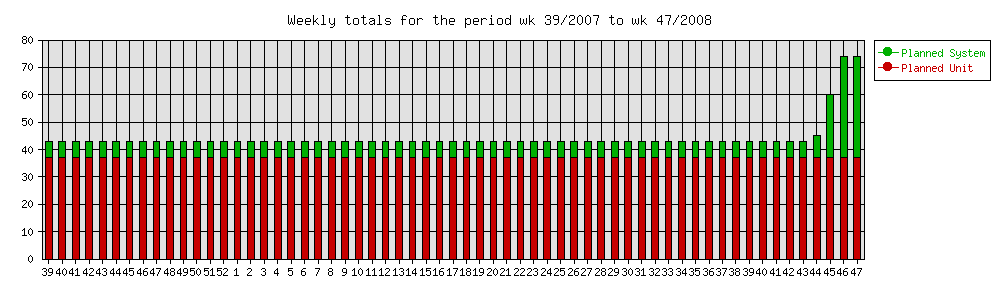 Weekly totals for the period wk 39/2007 to wk 47/2008
80
70
60
50
40
30
20
10
0
39 40 41 42 43 44 45 46 47 48 49 50 51 52 1 2 3 4 5 6 7 8 9 10 11 12 13 14 15 16 17 18 19 20 21 22 23 24 25 26 27 28 29 30 31 32 33 34 35 36 37 38 39 40 41 42 43 44 45 46 47
Planned System
Planned Unit